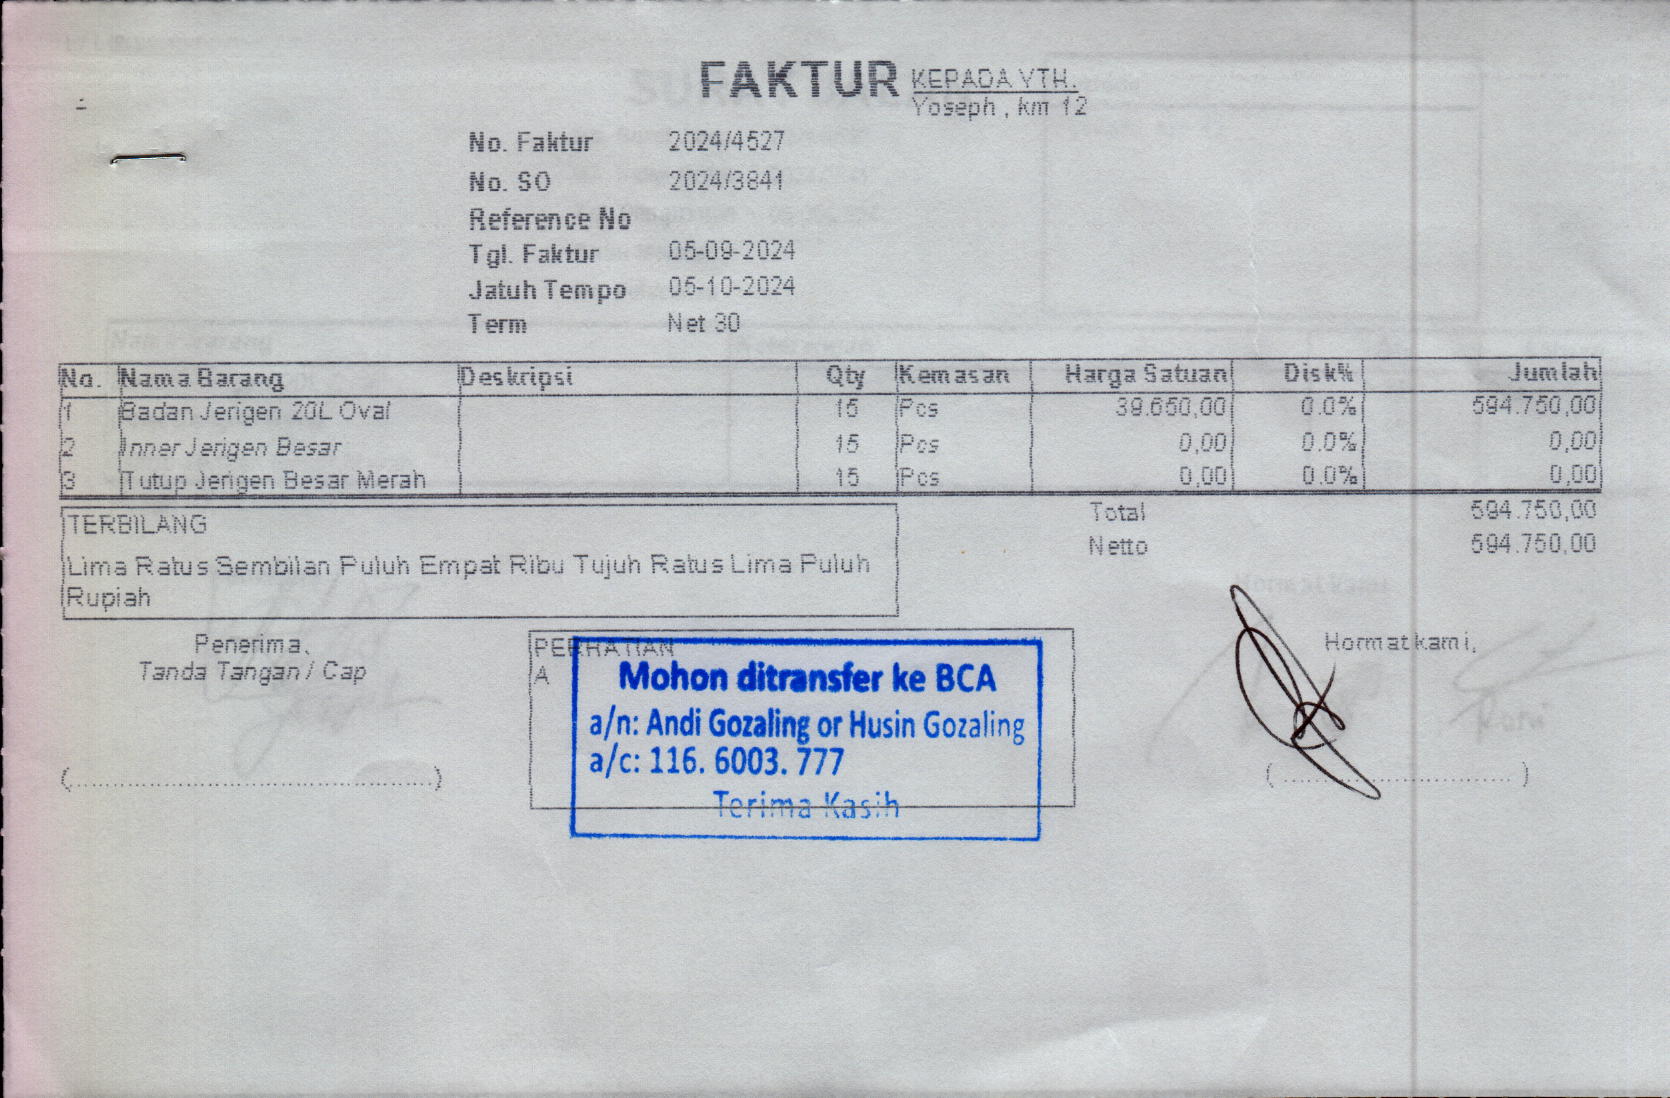 FAKTUR
KEPADA YTH.
Yoseph , km 12
No. Faktur 2024/4527
No. SO 2024/3841
Reference No
Tgl. Faktur 05-09-2024
Jatuh Tempo 05-10-2024
Term Net 30
No. Nama Barang Deskripsi Qty Kemasan Harga Satuan Disk% Jumlah
1 Badan Jerigen 20L Oval 15 Pcs 39.650,00 0.0% 594.750,00
2 Inner Jerigen Besar 15 Pcs 0,00 0.0% 0,00
3 Tutup Jerigen Besar Merah 15 Pcs 0,00 0.0% 0,00
Total 594.750,00
Netto 594.750,00
TERBILANG
Lima Ratus Sembilan Puluh Empat Ribu Tujuh Ratus Lima Puluh
Rupiah
Penerima,
Tanda Tangan / Cap
(..........................................................)
PERHATIAN
A
Mohon ditransfer ke BCA
a/n: Andi Gozaling or Husin Gozaling
a/c: 116. 6003. 777
Terima Kasih
Hormat kami,
(......................................)